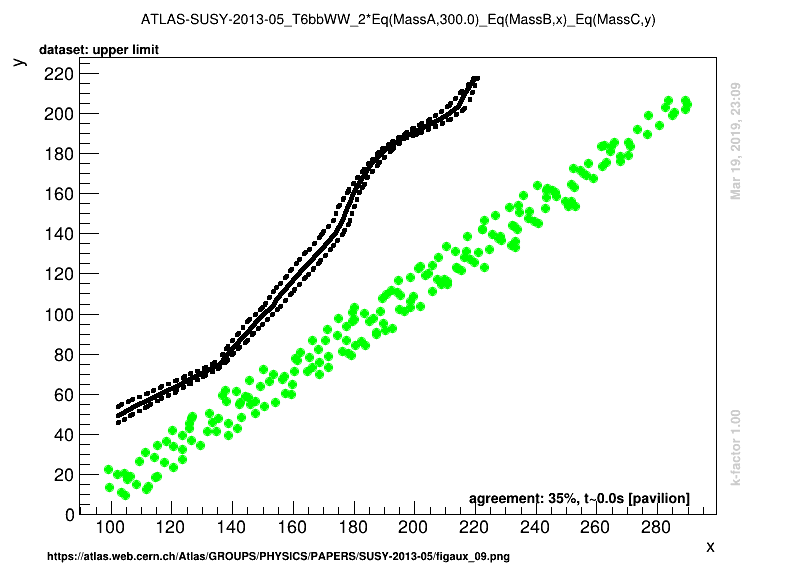 ATLAS-SUSY-2013-05_T6bbWW_2*Eq(MassA,300.0)_Eq(MassB,x)_Eq(MassC,y)
dataset: upper limit
y
220
200
180
160
140
120
100
80
60
40
20
0
100 120 140 160 180 200 220 240 260 280
x
agreement: 35%, t~0.0s [pavilion]
Mar 19, 2019, 23:09
k-factor 1.00
https://atlas.web.cern.ch/Atlas/GROUPS/PHYSICS/PAPERS/SUSY-2013-05/figaux_09.png